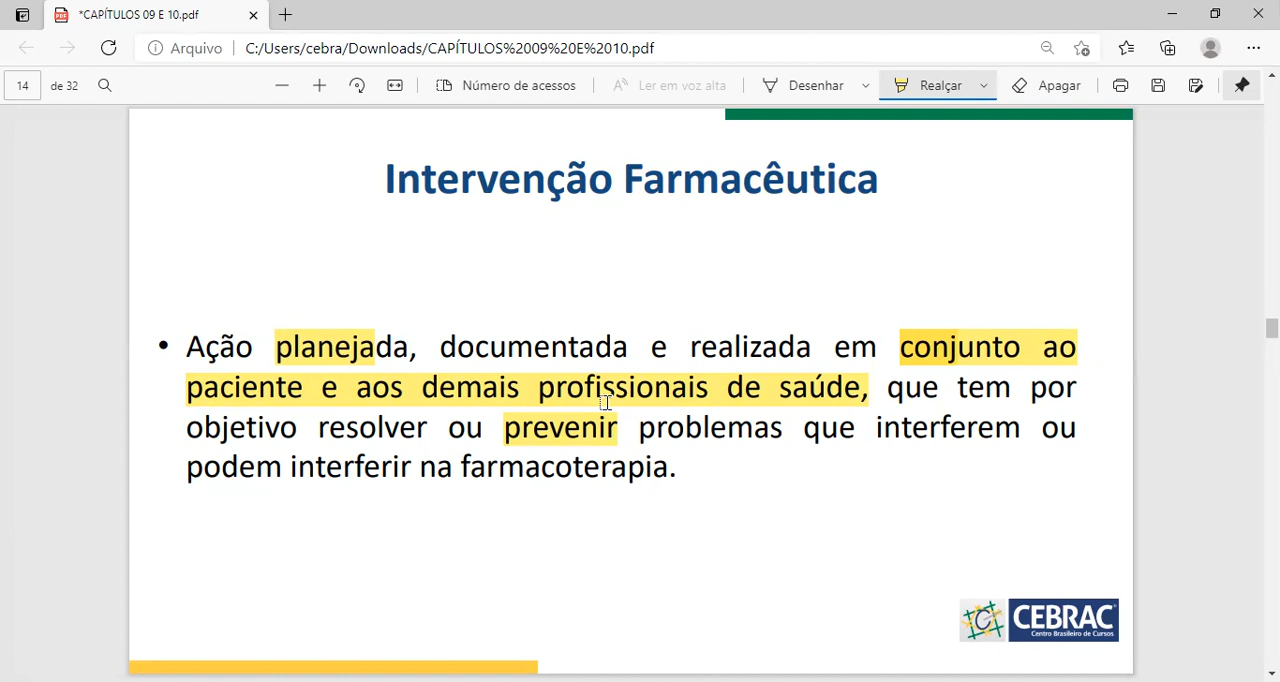 *CAPÍTULOS 09 E 10.pdf
Arquivo
C:/Users/cebra/Downloads/CAPÍTULOS%2009%20E%2010.pdf
14 de 32
Número de acessos
Ler em voz alta
Desenhar
Realçar
Apagar
Intervenção Farmacêutica
• Ação planejada, documentada e realizada em conjunto ao
paciente e aos demais profissionais de saúde, que tem por
objetivo resolver ou prevenir problemas que interferem ou
podem interferir na farmacoterapia.
CEBRAC
Centro Brasileiro de Cursos